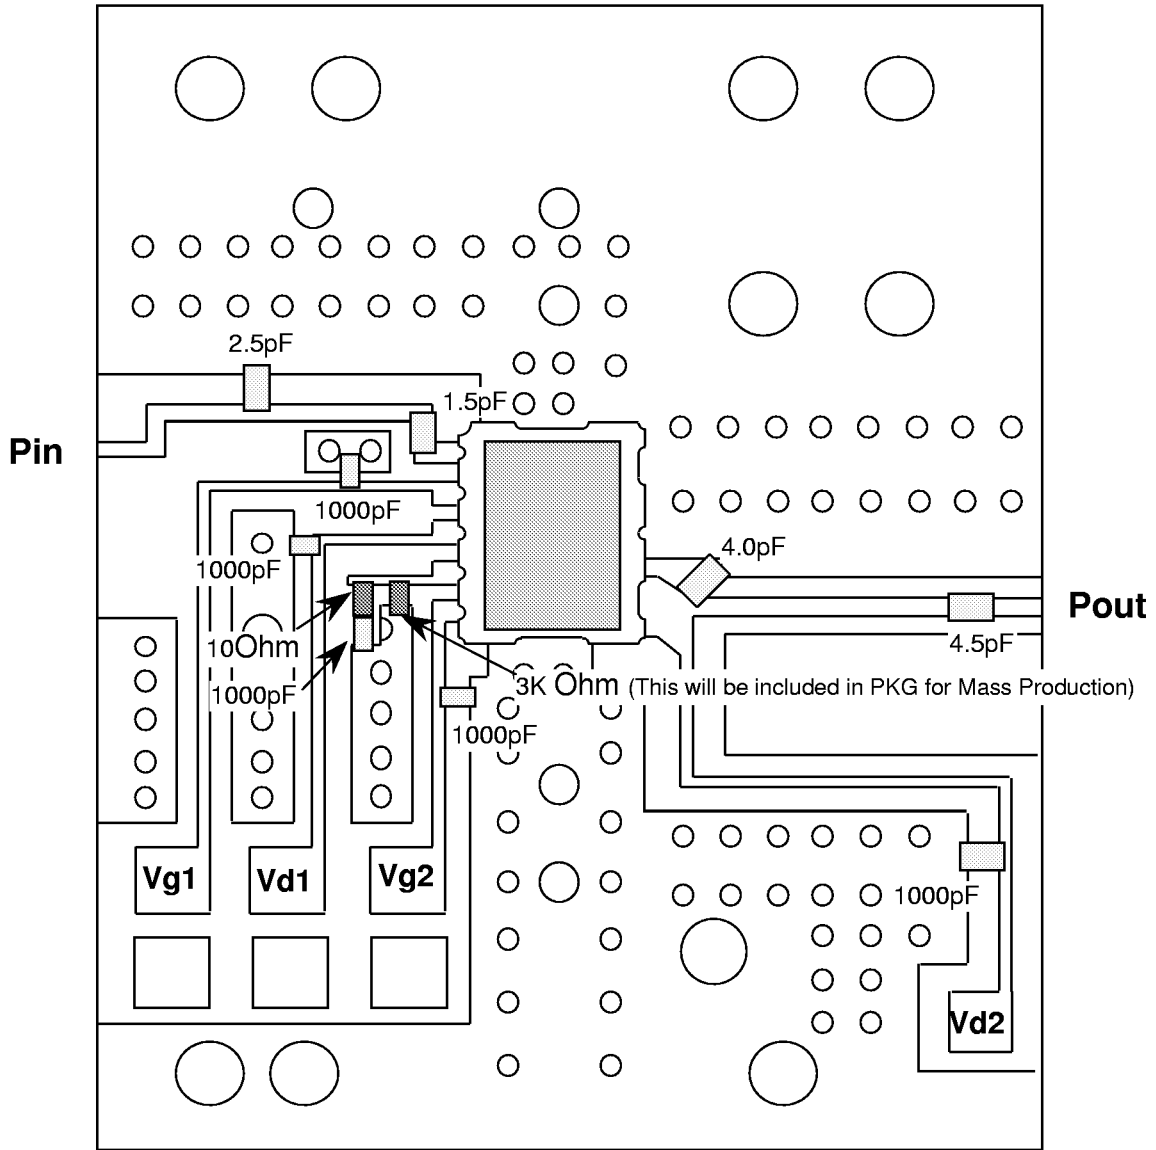 2.5pF
1.5pF
Pin
1000pF
4.0pF
1000pF
Pout
10Ohm
4.5pF
1000pF
3K Ohm (This will be included in PKG for Mass Production)
1000pF
Vg1
Vd1
Vg2
1000pF
Vd2